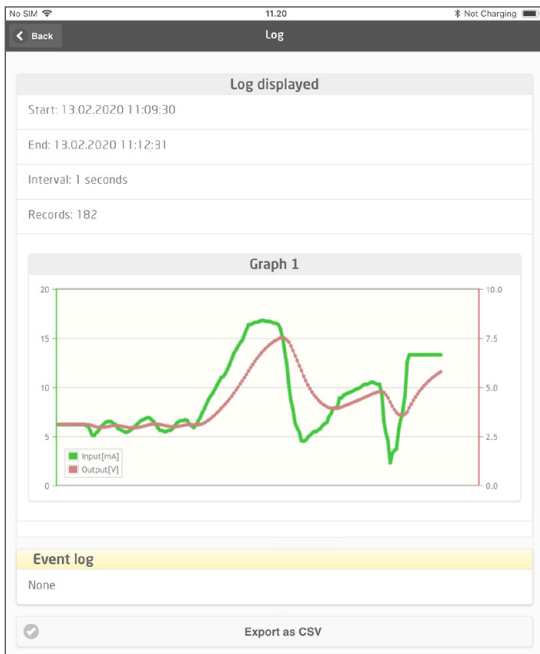 No SIM 11.20 Not Charging
Back Log
Log displayed
Start: 13.02.2020 11:09:30
End: 13.02.2020 11:12:31
Interval: 1 seconds
Records: 182
Graph 1
20 10.0
15 7.5
10 5.0
5 2.5
0 0.0
Input[mA]
Output[V]
Event log
None
Export as CSV